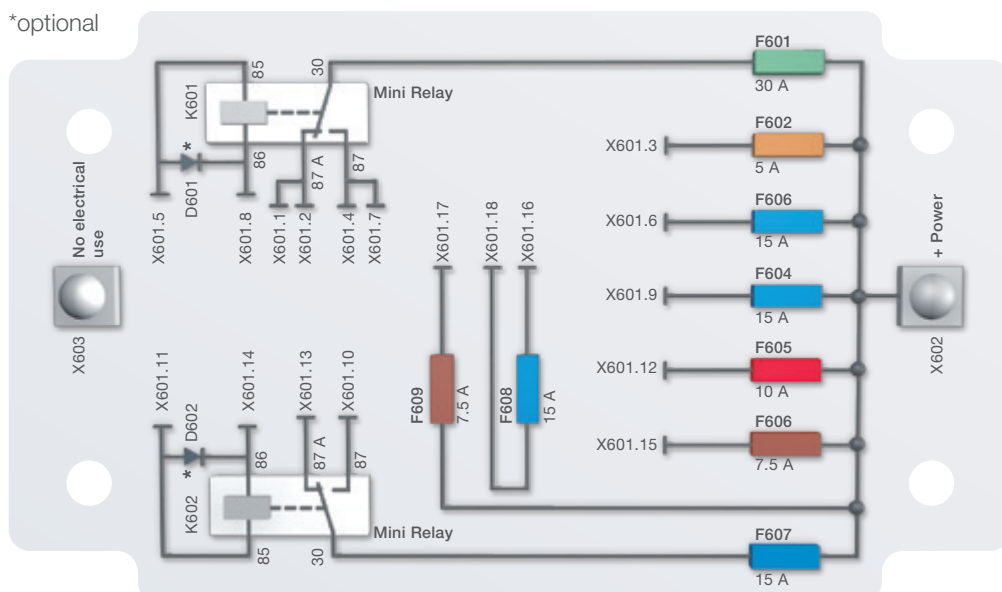 *optional
F601
30 A
85
30
K601
Mini Relay
F602
5 A
X601.3
*
D601
86
87 A
87
X601.5
X601.8
X601.1
X601.2
X601.4
X601.7
X601.17
X601.18
X601.16
F606
15 A
X601.6
No electrical
use
X603
+ Power
X602
F604
15 A
X601.9
X601.11
X601.14
X601.13
X601.10
F609
7.5 A
F608
15 A
F605
10 A
X601.12
D602
*
86
87 A
87
F606
7.5 A
X601.15
K602
Mini Relay
85
30
F607
15 A